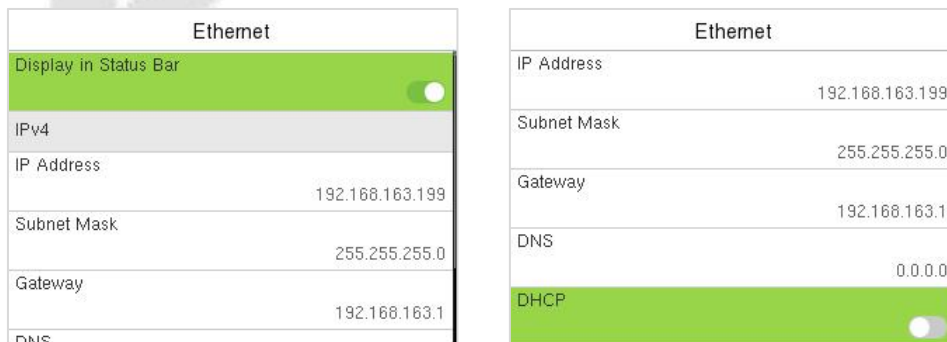 Ethernet
Display in Status Bar
IPv4
IP Address
192.168.163.199
Subnet Mask
255.255.255.0
Gateway
192.168.163.1
DNS
Ethernet
IP Address
192.168.163.199
Subnet Mask
255.255.255.0
Gateway
192.168.163.1
DNS
0.0.0.0
DHCP